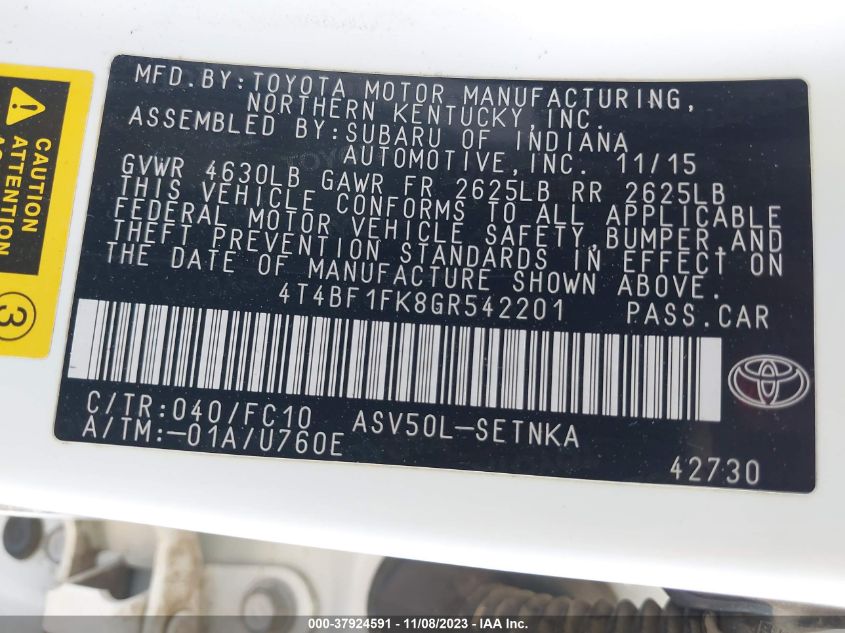 MFD.BY:TOYOTA MOTOR MANUFACTURING,
NORTHERN KENTUCKY,INC.
ASSEMBLED BY:SUBARU OF INDIANA
AUTOMOTIVE,INC. 11/15
GVWR 4630LB GAWR FR 2625LB RR 2625LB
THIS VEHICLE CONFORMS TO ALL APPLICABLE
FEDERAL MOTOR VEHICLE SAFETY,BUMPER,AND
THEFT PREVENTION STANDARDS IN EFFECT ON
THE DATE OF MANUFACTURE SHOWN ABOVE.
4T4BF1FK8GR542201 PASS.CAR
C/TR:040/FC10 ASV50L-SETNKA
A/TM:-01A/U760E
42730
CAUTION
ATTENTION
3
000-37924591 - 11/08/2023 - IAA Inc.